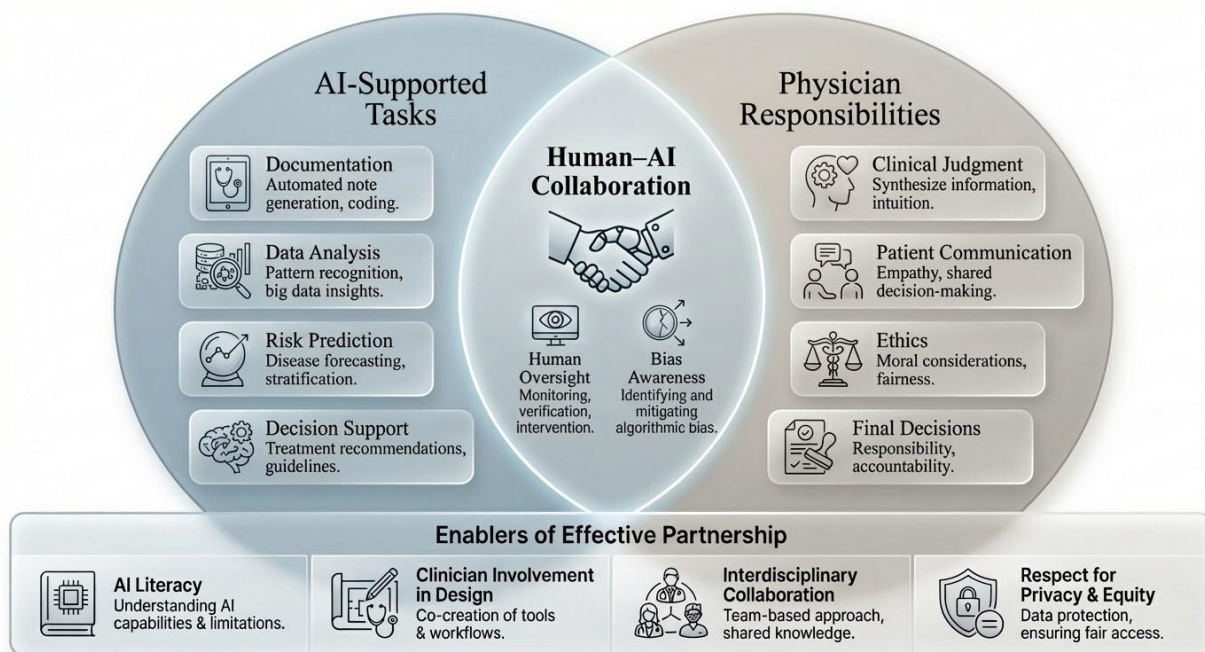 AI-Supported
Tasks
Documentation
Automated note
generation, coding.
Data Analysis
Pattern recognition,
big data insights.
Risk Prediction
Disease forecasting,
stratification.
Decision Support
Treatment recommendations,
guidelines.
Human–AI
Collaboration
Human
Oversight
Monitoring,
verification,
intervention.
Bias
Awareness
Identifying and
mitigating
algorithmic bias.
Physician
Responsibilities
Clinical Judgment
Synthesize information,
intuition.
Patient Communication
Empathy, shared
decision-making.
Ethics
Moral considerations,
fairness.
Final Decisions
Responsibility,
accountability.
Enablers of Effective Partnership
AI Literacy
Understanding AI
capabilities & limitations.
Clinician Involvement
in Design
Co-creation of tools
& workflows.
Interdisciplinary
Collaboration
Team-based approach,
shared knowledge.
Respect for
Privacy & Equity
Data protection,
ensuring fair access.